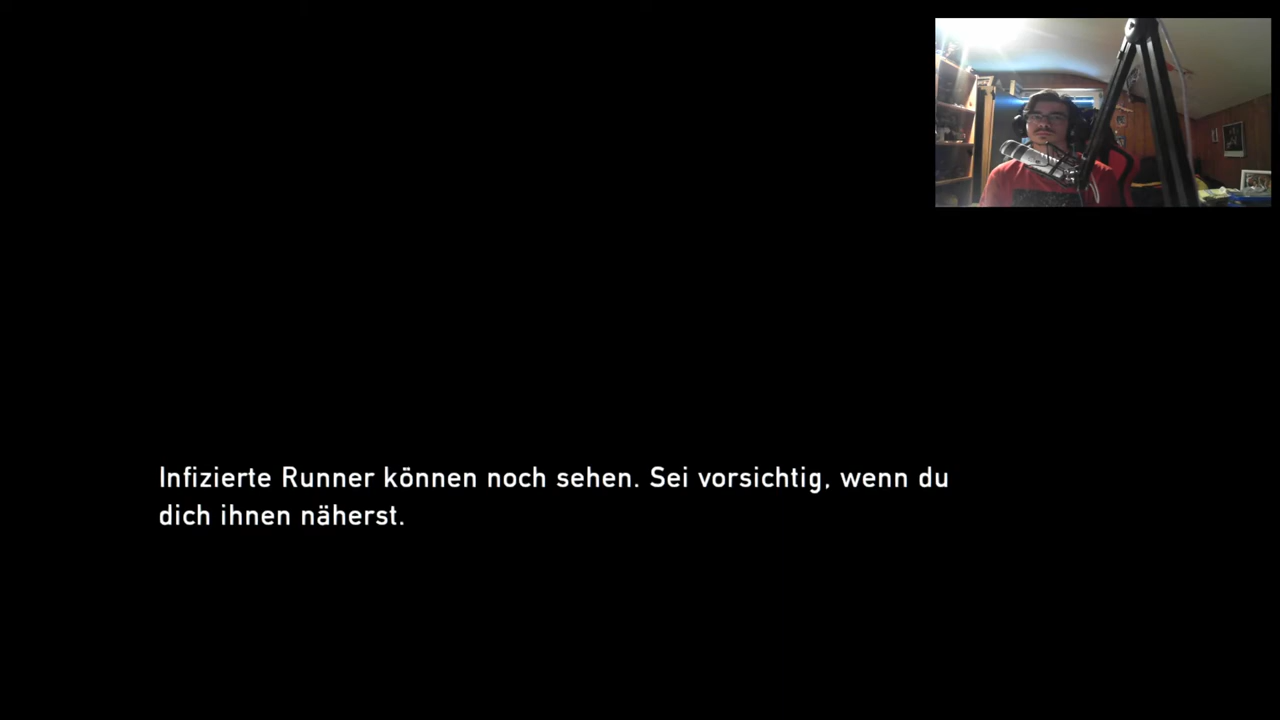 Infizierte Runner können noch sehen. Sei vorsichtig, wenn du
dich ihnen näherst.